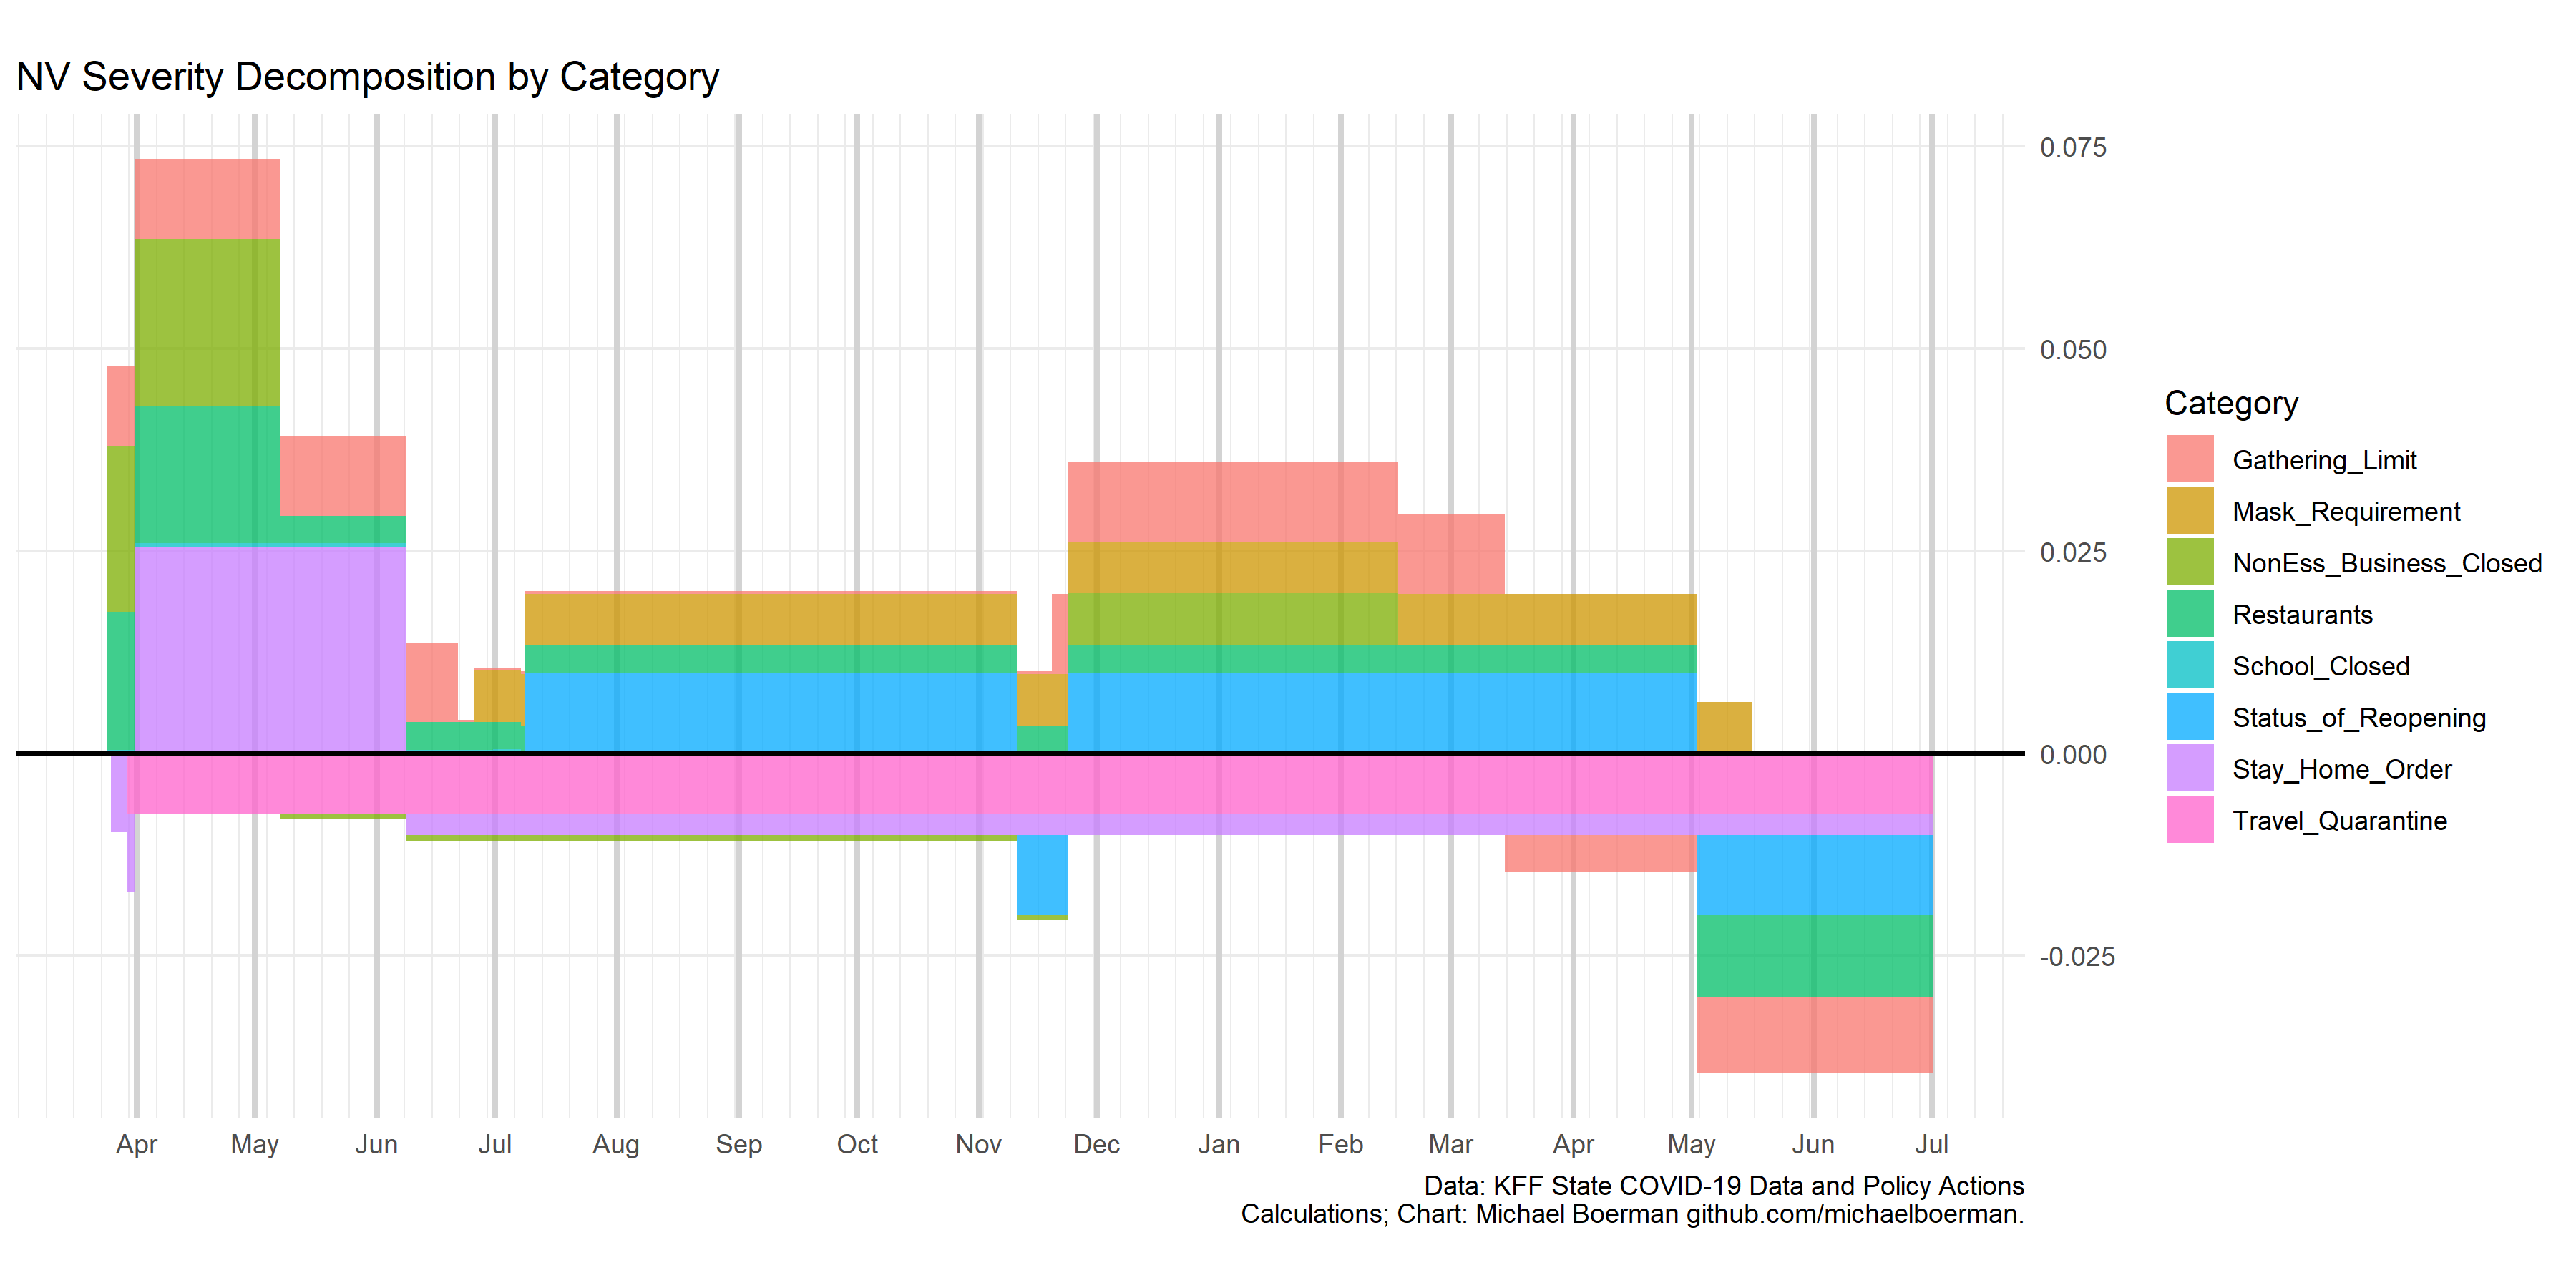 NV Severity Decomposition by Category
0.075
0.050
0.025
0.000
-0.025
Apr May Jun Jul Aug Sep Oct Nov Dec Jan Feb Mar Apr May Jun Jul
Data: KFF State COVID-19 Data and Policy Actions
Calculations; Chart: Michael Boerman github.com/michaelboerman.
Category
Gathering_Limit
Mask_Requirement
NonEss_Business_Closed
Restaurants
School_Closed
Status_of_Reopening
Stay_Home_Order
Travel_Quarantine